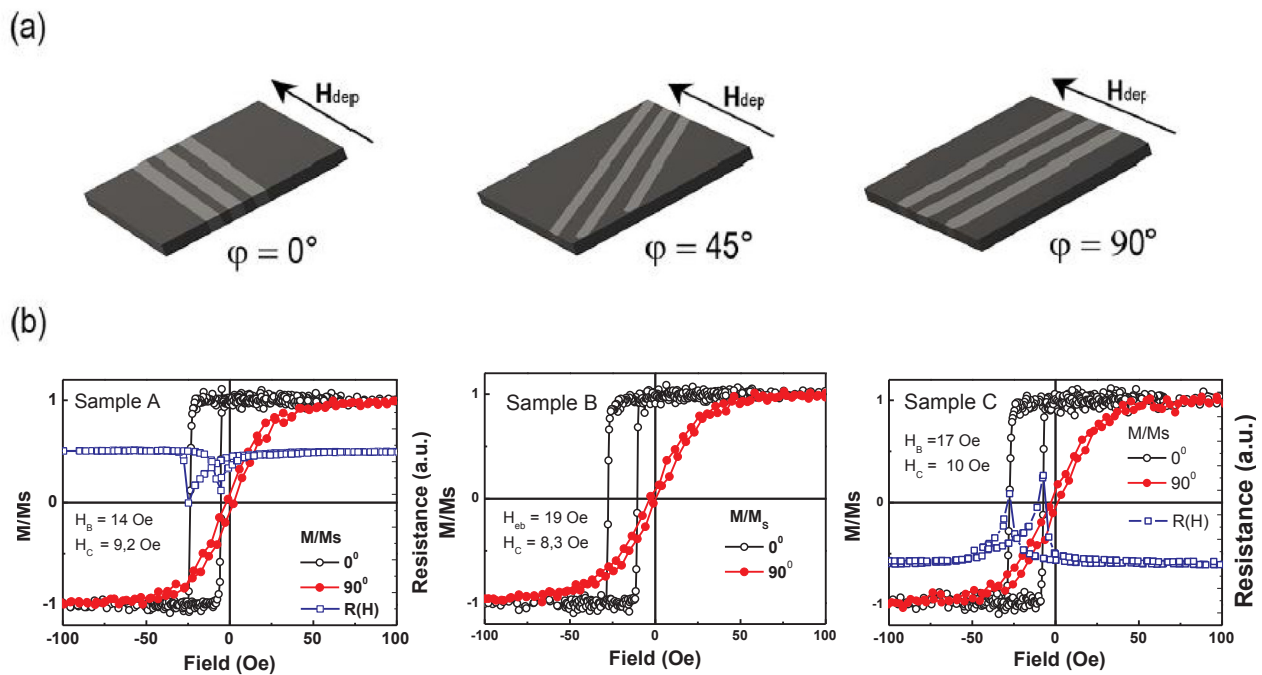 (a)
Hdep
Hdep
Hdep
φ = 0°
φ = 45°
φ = 90°
(b)
M/Ms
1
0
-1
Sample A
H_B = 14 Oe
H_C = 9,2 Oe
M/Ms
0^0
90^0
R(H)
-100 -50 0 50 100
Field (Oe)
Resistance (a.u.)
M/Ms
1
0
-1
Sample B
H_eb = 19 Oe
H_C = 8,3 Oe
M/M_s
0^0
90^0
-100 -50 0 50 100
Field (Oe)
M/Ms
1
0
-1
Sample C
H_B =17 Oe
H_C = 10 Oe
M/Ms
0^0
90^0
R(H)
-100 -50 0 50 100
Field (Oe)
Resistance (a.u.)